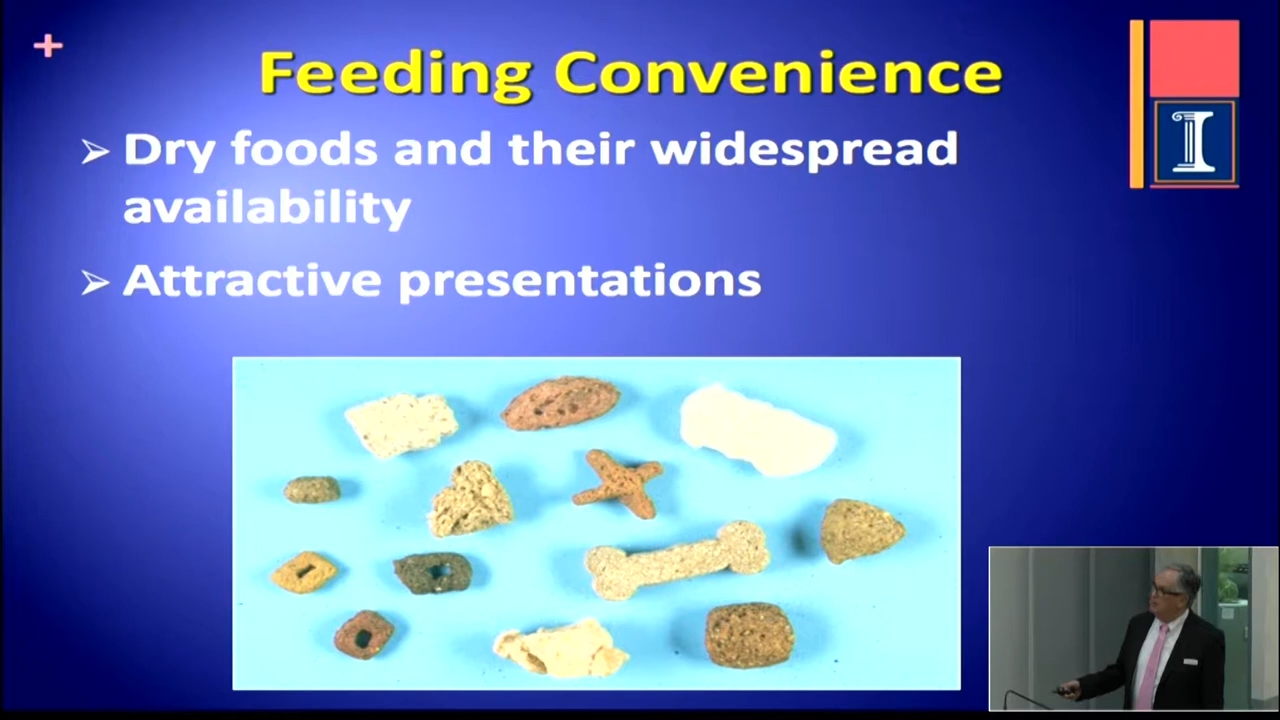 Feeding Convenience
Dry foods and their widespread
availability
Attractive presentations
I